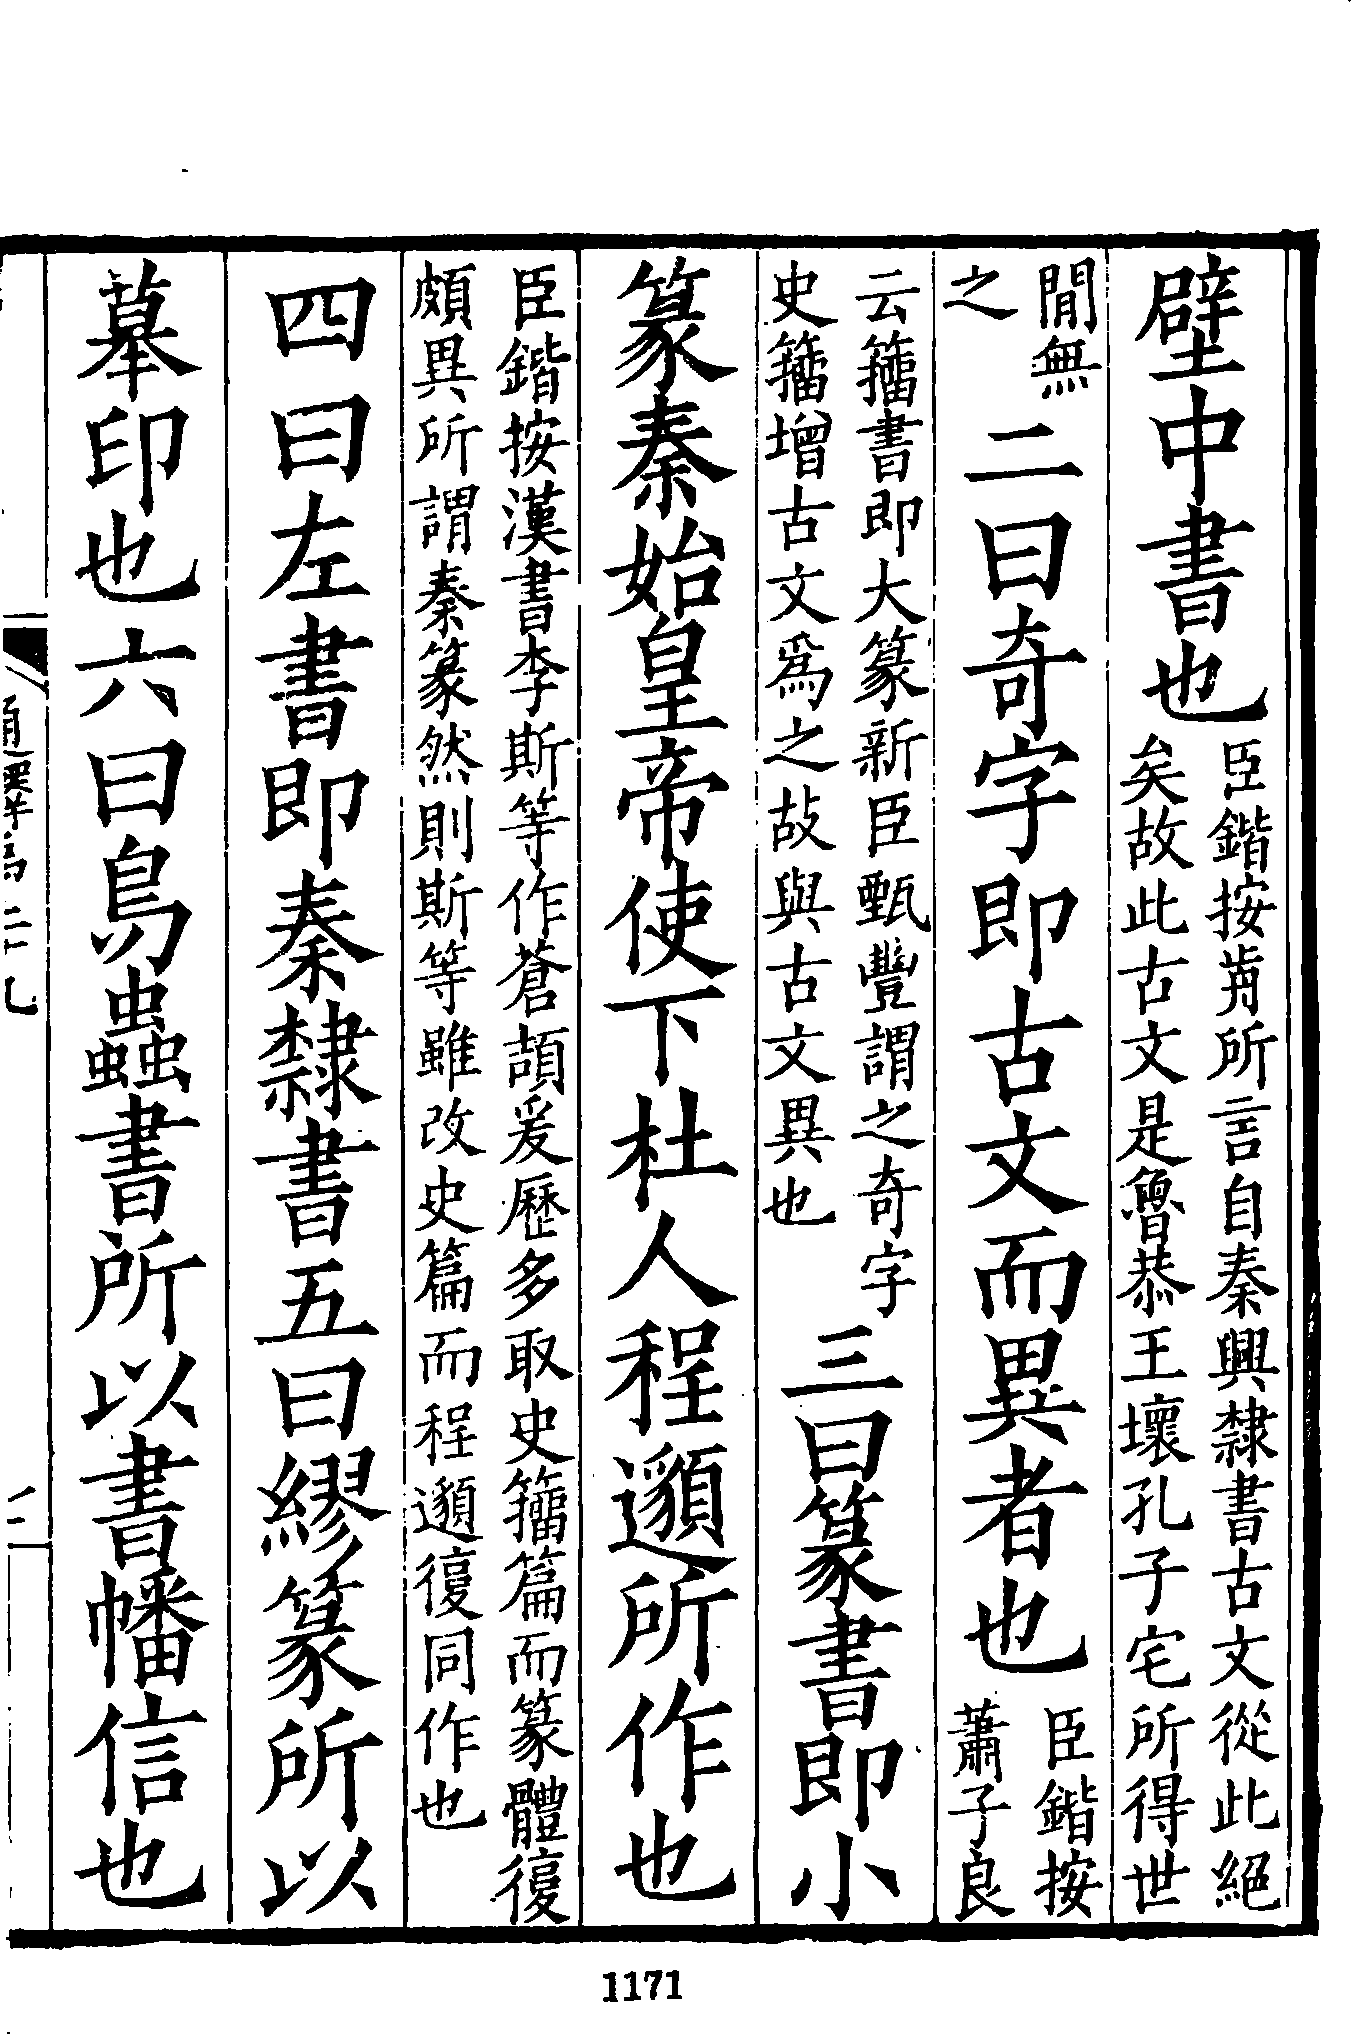 壁中書也臣鍇按前所言自秦興隸書古文從此絕
矣故此古文是魯恭王壞孔子宅所得世
閒無
之二曰奇字即古文而異者也臣鍇按
蕭子良
云籒書即大篆新臣甄豐謂之奇字
史籒增古文爲之故與古文異也三曰篆書即小
篆秦始皇帝使下杜人程邈所作也
臣鍇按漢書李斯等作蒼頡爰歷多取史籒篇而篆體復
頗異所謂秦篆然則斯等雖改史篇而程邈復同作也
四曰左書即秦隸書五曰繆篆所以
摹印也六曰鳥蟲書所以書幡信也
通釋弟二十九
1171